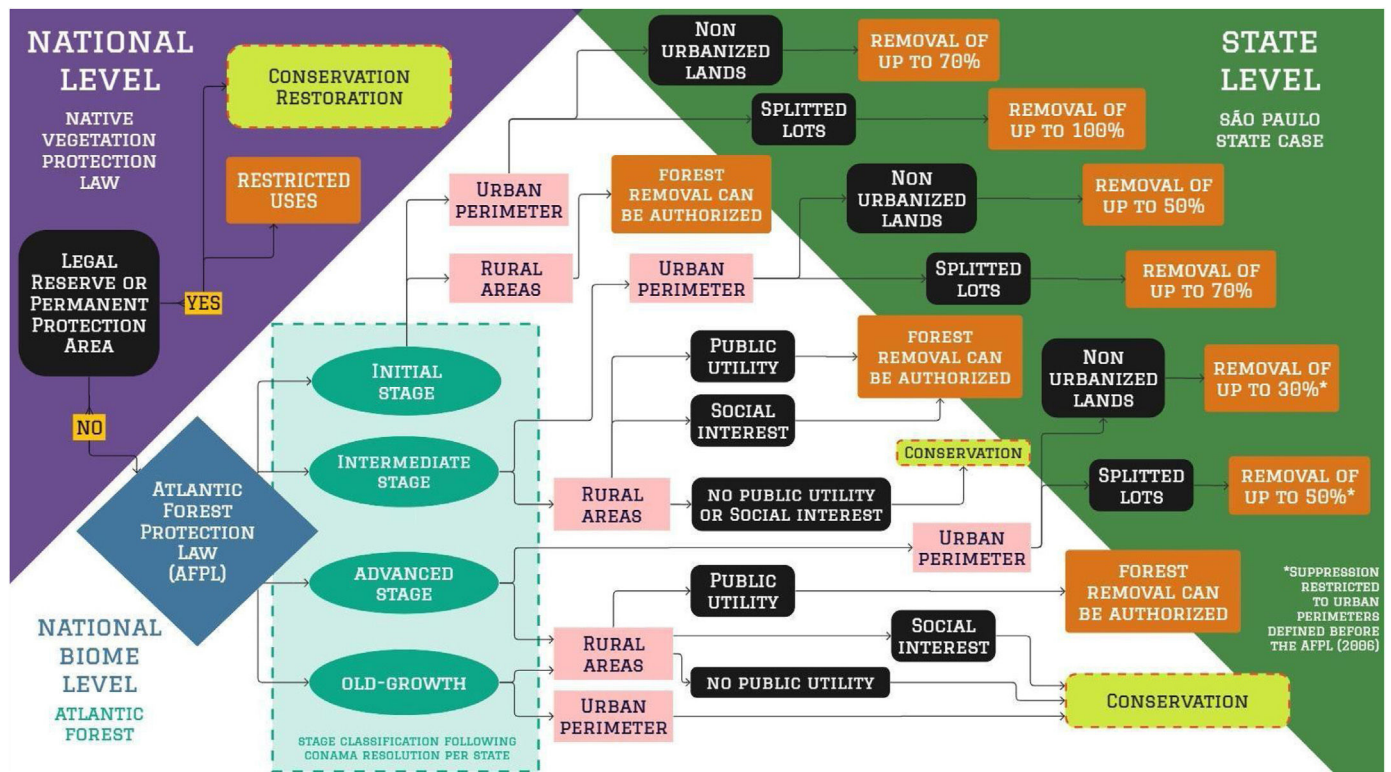 NATIONAL
LEVEL
NATIVE
VEGETATION
PROTECTION
LAW
CONSERVATION
RESTORATION
RESTRICTED
USES
LEGAL
RESERVE OR
PERMANENT
PROTECTION
AREA
YES
NO
ATLANTIC
FOREST
PROTECTION
LAW
(AFPL)
NATIONAL
BIOME
LEVEL
ATLANTIC
FOREST
INITIAL
STAGE
INTERMEDIATE
STAGE
ADVANCED
STAGE
OLD-GROWTH
STAGE CLASSIFICATION FOLLOWING
CONAMA RESOLUTION PER STATE
URBAN
PERIMETER
RURAL
AREAS
NON
URBANIZED
LANDS
REMOVAL OF
UP TO 70%
SPLITTED
LOTS
REMOVAL OF
UP TO 100%
FOREST
REMOVAL CAN
BE AUTHORIZED
URBAN
PERIMETER
NON
URBANIZED
LANDS
REMOVAL OF
UP TO 50%
SPLITTED
LOTS
REMOVAL OF
UP TO 70%
RURAL
AREAS
PUBLIC
UTILITY
SOCIAL
INTEREST
FOREST
REMOVAL CAN
BE AUTHORIZED
NO PUBLIC UTILITY
OR SOCIAL INTEREST
CONSERVATION
URBAN
PERIMETER
NON
URBANIZED
LANDS
REMOVAL OF
UP TO 30%*
SPLITTED
LOTS
REMOVAL OF
UP TO 50%*
RURAL
AREAS
PUBLIC
UTILITY
FOREST
REMOVAL CAN
BE AUTHORIZED
SOCIAL
INTEREST
NO PUBLIC UTILITY
URBAN
PERIMETER
CONSERVATION
STATE
LEVEL
SÃO PAULO
STATE CASE
*SUPPRESSION
RESTRICTED
TO URBAN
PERIMETERS
DEFINED BEFORE
THE AFPL (2006)